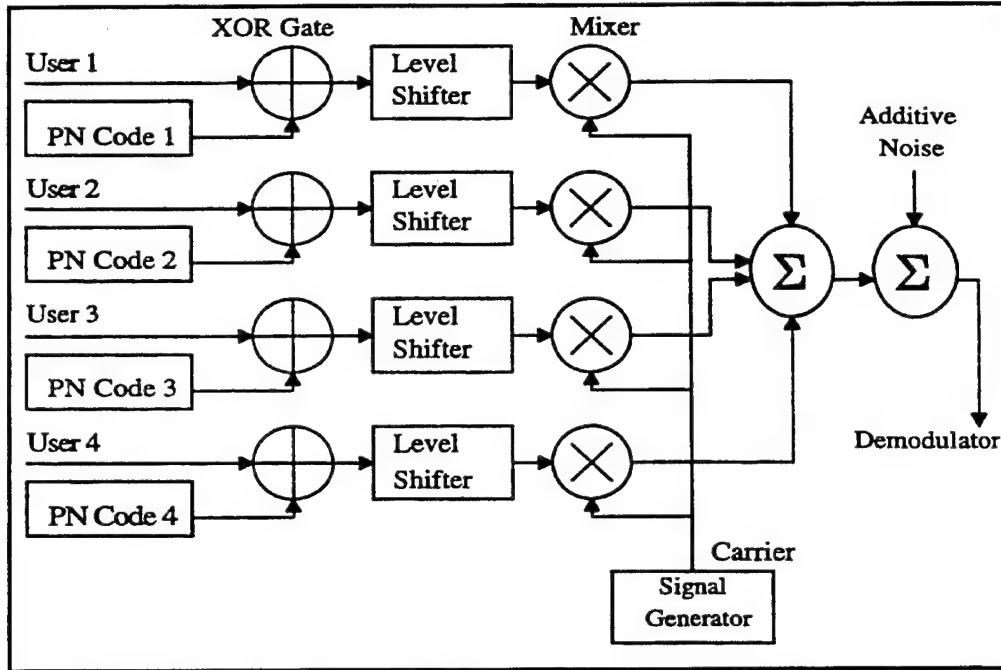 XOR Gate
Mixer
User 1
Level
Shifter
PN Code 1
Additive
Noise
User 2
Level
Shifter
PN Code 2
Σ
Σ
User 3
Level
Shifter
PN Code 3
User 4
Level
Shifter
PN Code 4
Demodulator
Carrier
Signal
Generator